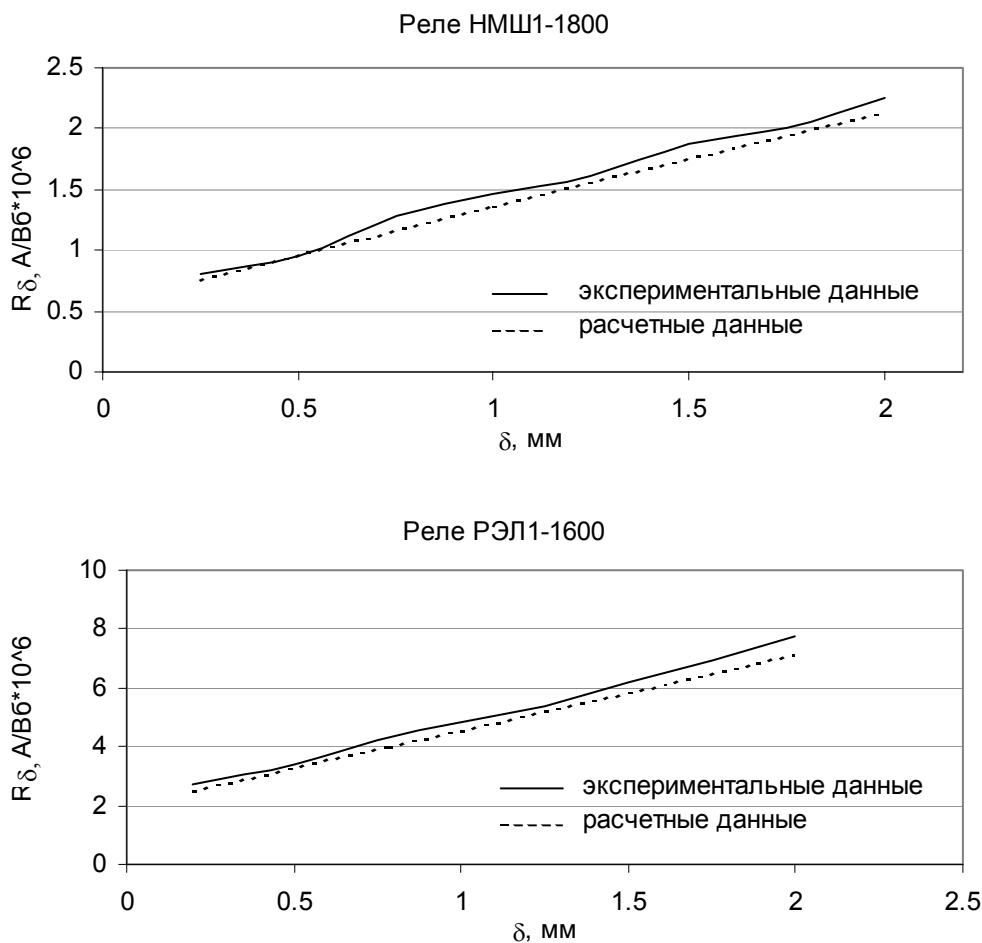 Реле НМШ1-1800
2.5
2
1.5
1
0.5
0
Rδ, А/Вб*10^6
экспериментальные данные
расчетные данные
0 0.5 1 1.5 2
δ, мм
Реле РЭЛ1-1600
10
8
6
4
2
0
Rδ, А/Вб*10^6
экспериментальные данные
расчетные данные
0 0.5 1 1.5 2 2.5
δ, мм